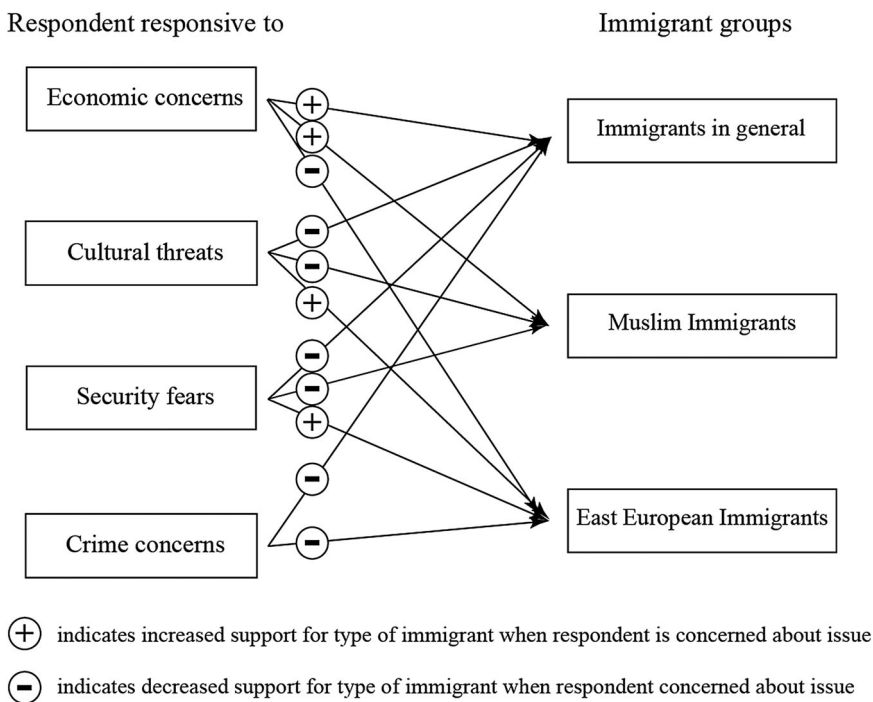 Respondent responsive to
Immigrant groups
Economic concerns
+
+
-
Immigrants in general
Cultural threats
-
-
+
Muslim Immigrants
Security fears
-
-
+
Crime concerns
-
-
East European Immigrants
+ indicates increased support for type of immigrant when respondent is concerned about issue
- indicates decreased support for type of immigrant when respondent concerned about issue